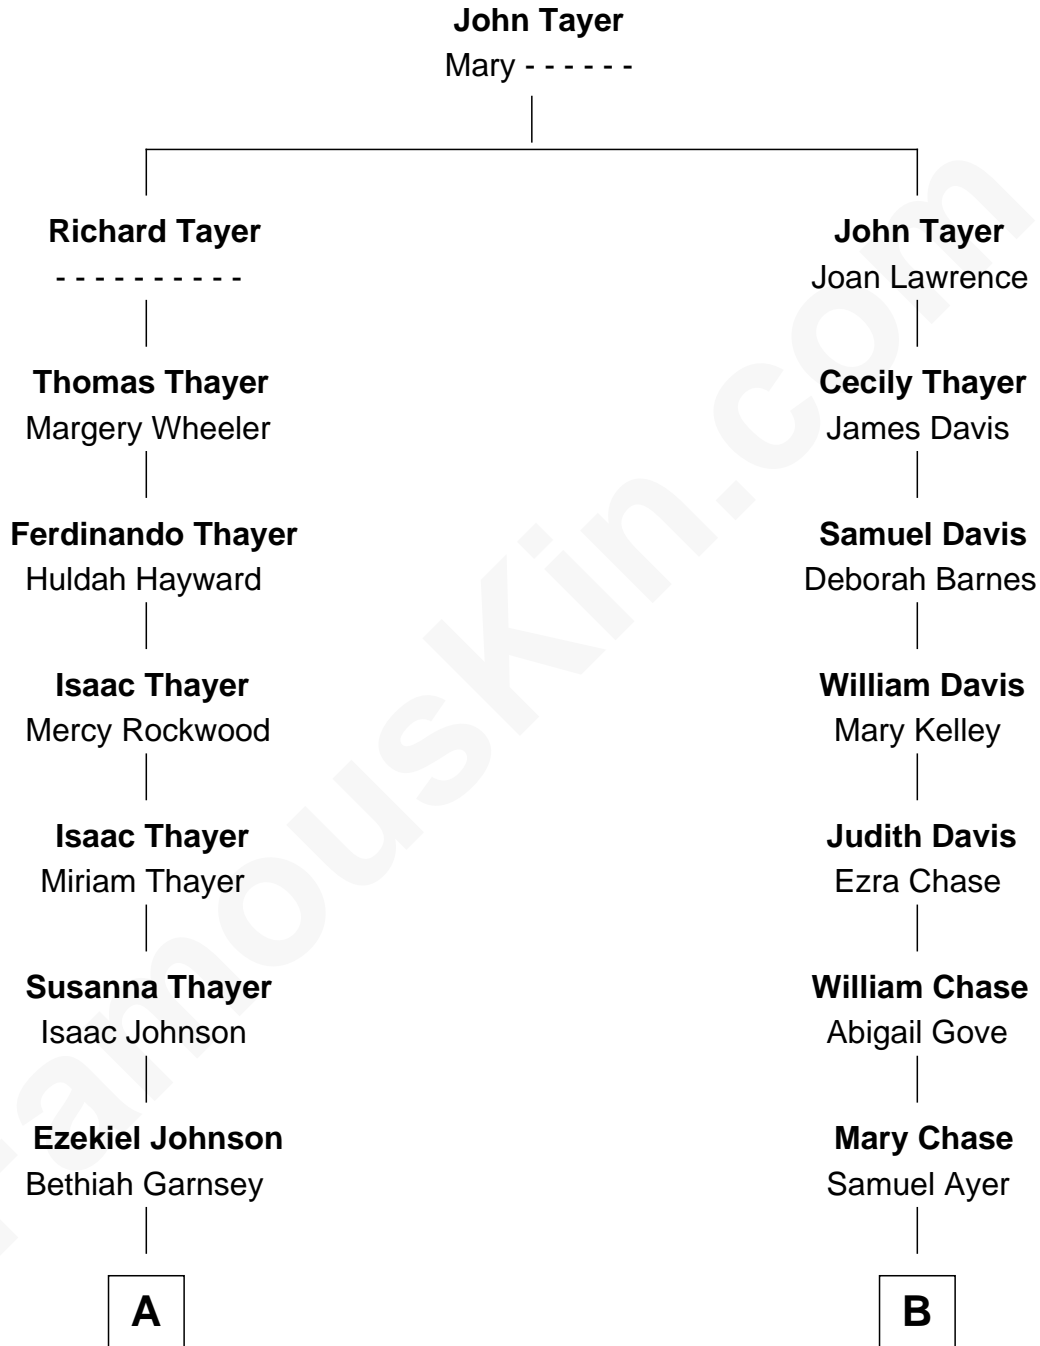 John Tayer
Mary - - - - - -
Richard Tayer
- - - - - - - - - -
John Tayer
Joan Lawrence
Thomas Thayer
Margery Wheeler
Cecily Thayer
James Davis
Ferdinando Thayer
Huldah Hayward
Samuel Davis
Deborah Barnes
Isaac Thayer
Mercy Rockwood
William Davis
Mary Kelley
Isaac Thayer
Miriam Thayer
Judith Davis
Ezra Chase
Susanna Thayer
Isaac Johnson
William Chase
Abigail Gove
Ezekiel Johnson
Bethiah Garnsey
Mary Chase
Samuel Ayer
A
B
FamousKin.com